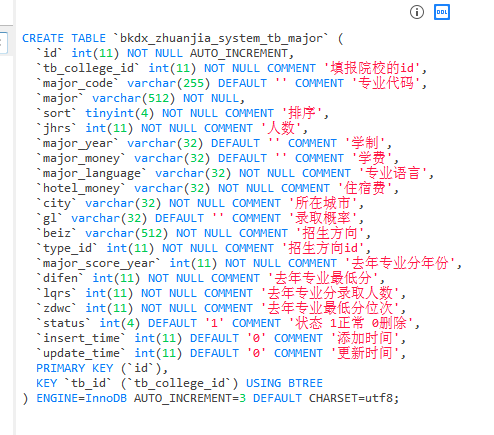 DDL
CREATE TABLE `bkdx_zhuanjia_system_tb_major` (
  `id` int(11) NOT NULL AUTO_INCREMENT,
  `tb_college_id` int(11) NOT NULL COMMENT '填报院校的id',
  `major_code` varchar(255) DEFAULT '' COMMENT '专业代码',
  `major` varchar(512) NOT NULL,
  `sort` tinyint(4) NOT NULL COMMENT '排序',
  `jhrs` int(11) NOT NULL COMMENT '人数',
  `major_year` varchar(32) DEFAULT '' COMMENT '学制',
  `major_money` varchar(32) DEFAULT '' COMMENT '学费',
  `major_language` varchar(32) NOT NULL COMMENT '专业语言',
  `hotel_money` varchar(32) NOT NULL COMMENT '住宿费',
  `city` varchar(32) NOT NULL COMMENT '所在城市',
  `gl` varchar(32) DEFAULT '' COMMENT '录取概率',
  `beiz` varchar(512) NOT NULL COMMENT '招生方向',
  `type_id` int(11) NOT NULL COMMENT '招生方向id',
  `major_score_year` int(11) NOT NULL COMMENT '去年专业分年份',
  `difen` int(11) NOT NULL COMMENT '去年专业最低分',
  `lqrs` int(11) NOT NULL COMMENT '去年专业分录取人数',
  `zdwc` int(11) NOT NULL COMMENT '去年专业最低分位次',
  `status` int(4) DEFAULT '1' COMMENT '状态 1正常 0删除',
  `insert_time` int(11) DEFAULT '0' COMMENT '添加时间',
  `update_time` int(11) DEFAULT '0' COMMENT '更新时间',
  PRIMARY KEY (`id`),
  KEY `tb_id` (`tb_college_id`) USING BTREE
) ENGINE=InnoDB AUTO_INCREMENT=3 DEFAULT CHARSET=utf8;